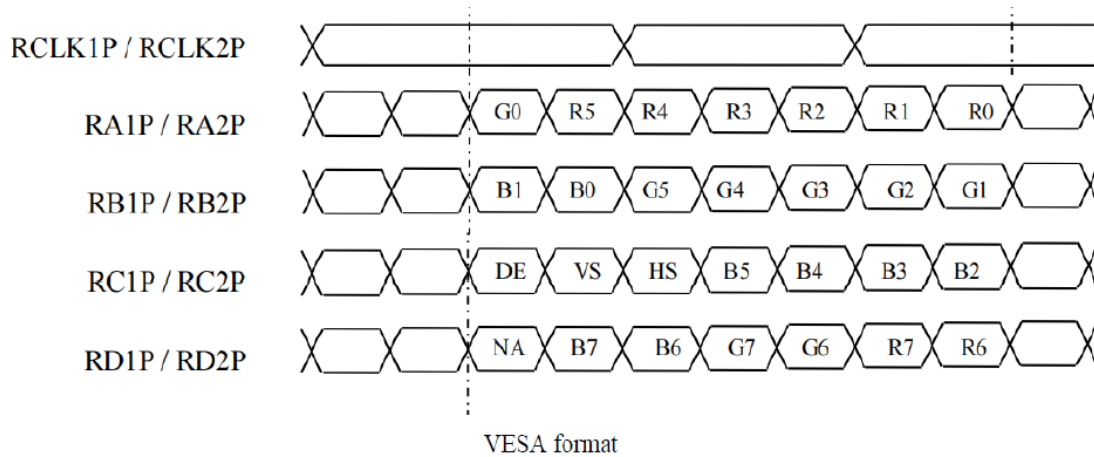 RCLK1P / RCLK2P
RA1P / RA2P G0 R5 R4 R3 R2 R1 R0
RB1P / RB2P B1 B0 G5 G4 G3 G2 G1
RC1P / RC2P DE VS HS B5 B4 B3 B2
RD1P / RD2P NA B7 B6 G7 G6 R7 R6
VESA format